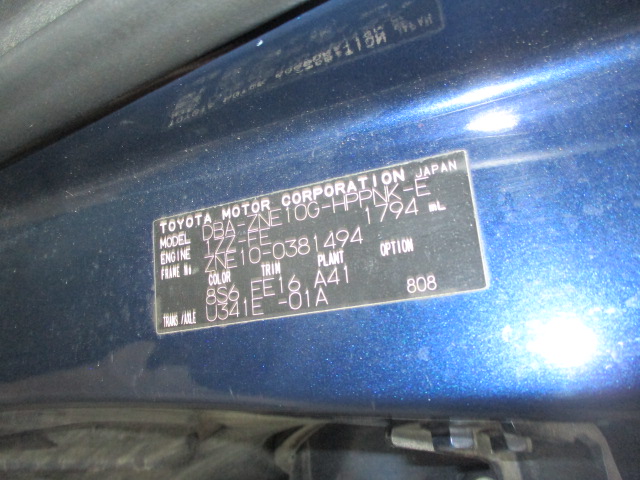 TOYOTA MOTOR CORPORATION JAPAN
MODEL DBA-ZNE10G-HPPNK-E
ENGINE 1ZZ-FE 1794 mL
FRAME No. ZNE10-0381494
COLOR TRIM PLANT OPTION
8S6 FE16 A41
TRANS/AXLE U341E -01A 808